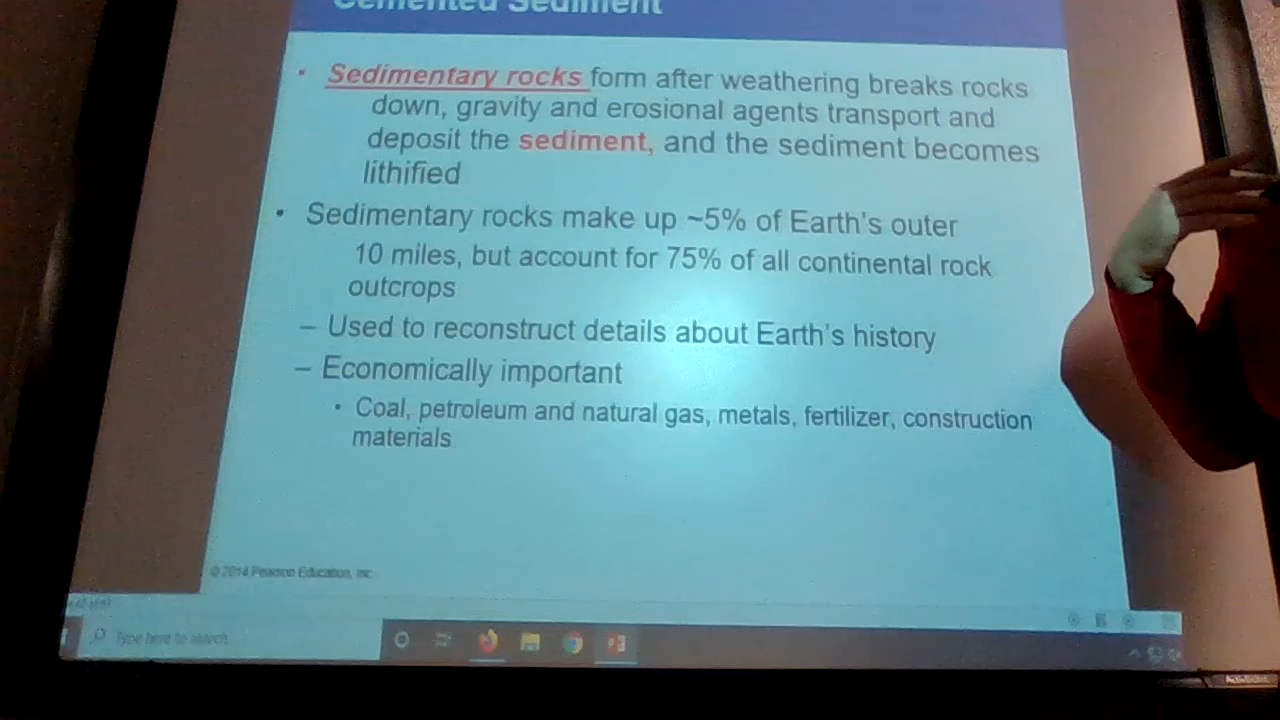 Cemented Sediment
• Sedimentary rocks form after weathering breaks rocks
down, gravity and erosional agents transport and
deposit the sediment, and the sediment becomes
lithified
• Sedimentary rocks make up ~5% of Earth's outer
10 miles, but account for 75% of all continental rock
outcrops
– Used to reconstruct details about Earth's history
– Economically important
• Coal, petroleum and natural gas, metals, fertilizer, construction
materials
© 2014 Pearson Education, Inc.
Type here to search